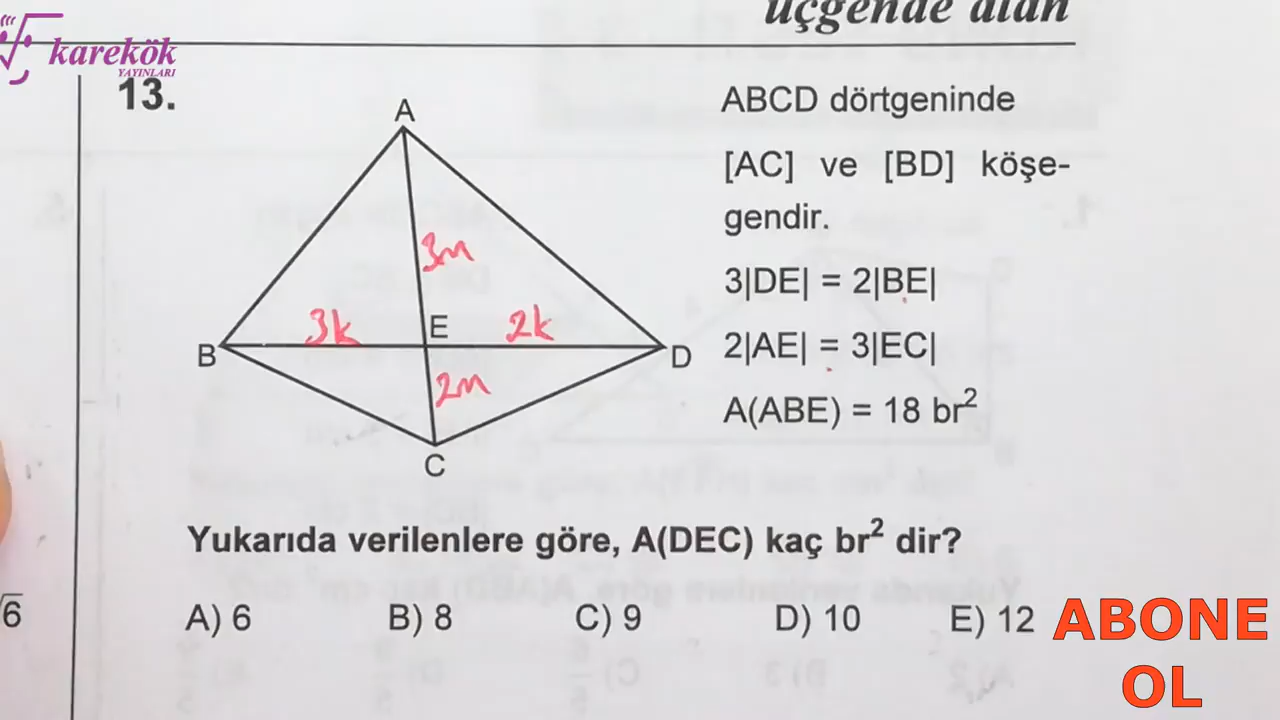 üçgende alan
karekök
YAYINLARI
13.
A
3m
3k
E
2k
B
D
2m
C
ABCD dörtgeninde
[AC] ve [BD] köşe-
gendir.
3|DE| = 2|BE|
2|AE| = 3|EC|
A(ABE) = 18 br²
Yukarıda verilenlere göre, A(DEC) kaç br² dir?
A) 6 B) 8 C) 9 D) 10 E) 12
√6
ABONE
OL